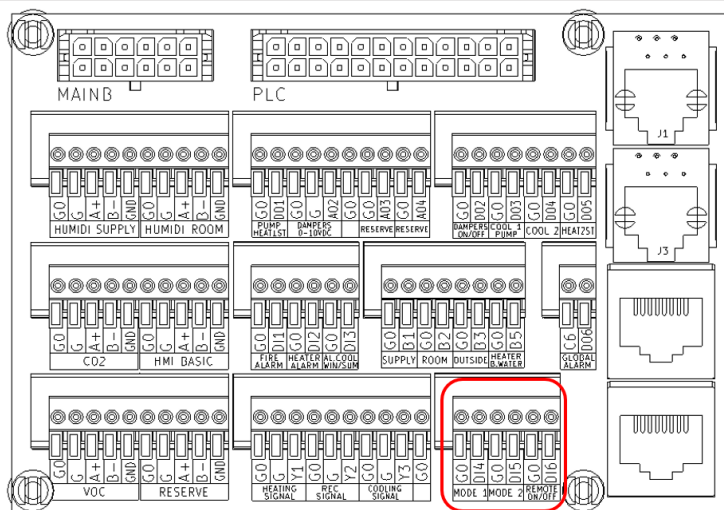 MAINB PLC
J1
G0 G A+ B- GND G0 G A+ B- GND
HUMIDI SUPPLY HUMIDI ROOM
G0 DO1 G0 G AO2 G0 AO3 G0 AO4
PUMP HEAT1ST DAMPERS 0-10VDC RESERVE RESERVE
G0 DO2 G0 DO3 G0 DO4 G0 DO5
DAMPERS ON/OFF COOL 1 PUMP COOL 2 HEAT2ST
J3
G0 G A+ B- GND G0 G A+ B- GND
CO2 HMI BASIC
G0 DI1 G0 DI2 G0 DI3
FIRE ALARM HEATER ALARM AL.COOL WIN/SUM
G0 B1 G0 B2 G0 B3 G0 B5
SUPPLY ROOM OUTSIDE HEATER B.WATER
C6 DO6
GLOBAL ALARM
G0 G A+ B- GND G0 G A+ B- GND
VOC RESERVE
G0 G Y1 G0 G Y2 G0 G Y3 G0
HEATING SIGNAL REC SIGNAL COOLING SIGNAL
G0 DI4 G0 DI5 G0 DI6
MODE 1 MODE 2 REMOTE ON/OFF